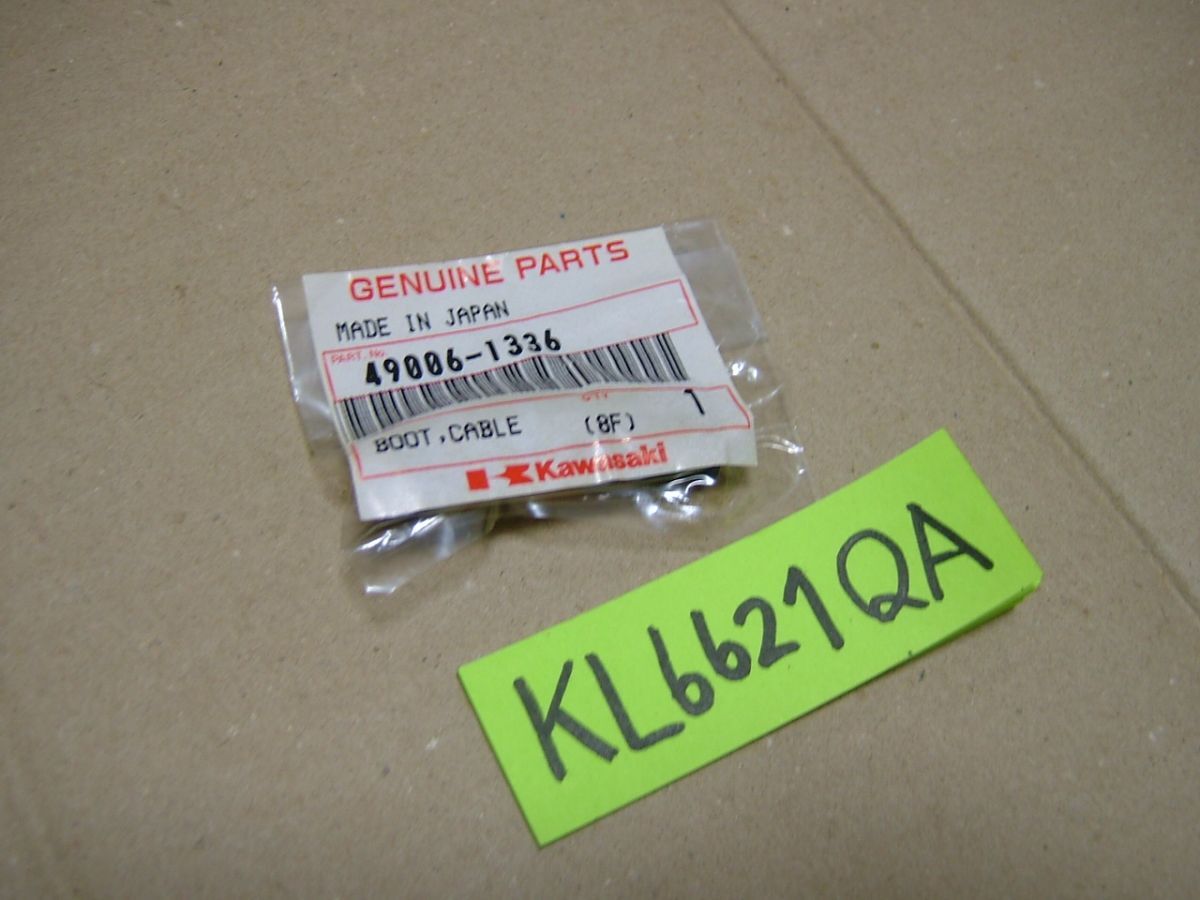 GENUINE PARTS
MADE IN JAPAN
PART. No.
49006-1336
QTY
BOOT,CABLE (8F) 1
Kawasaki
KL6621QA